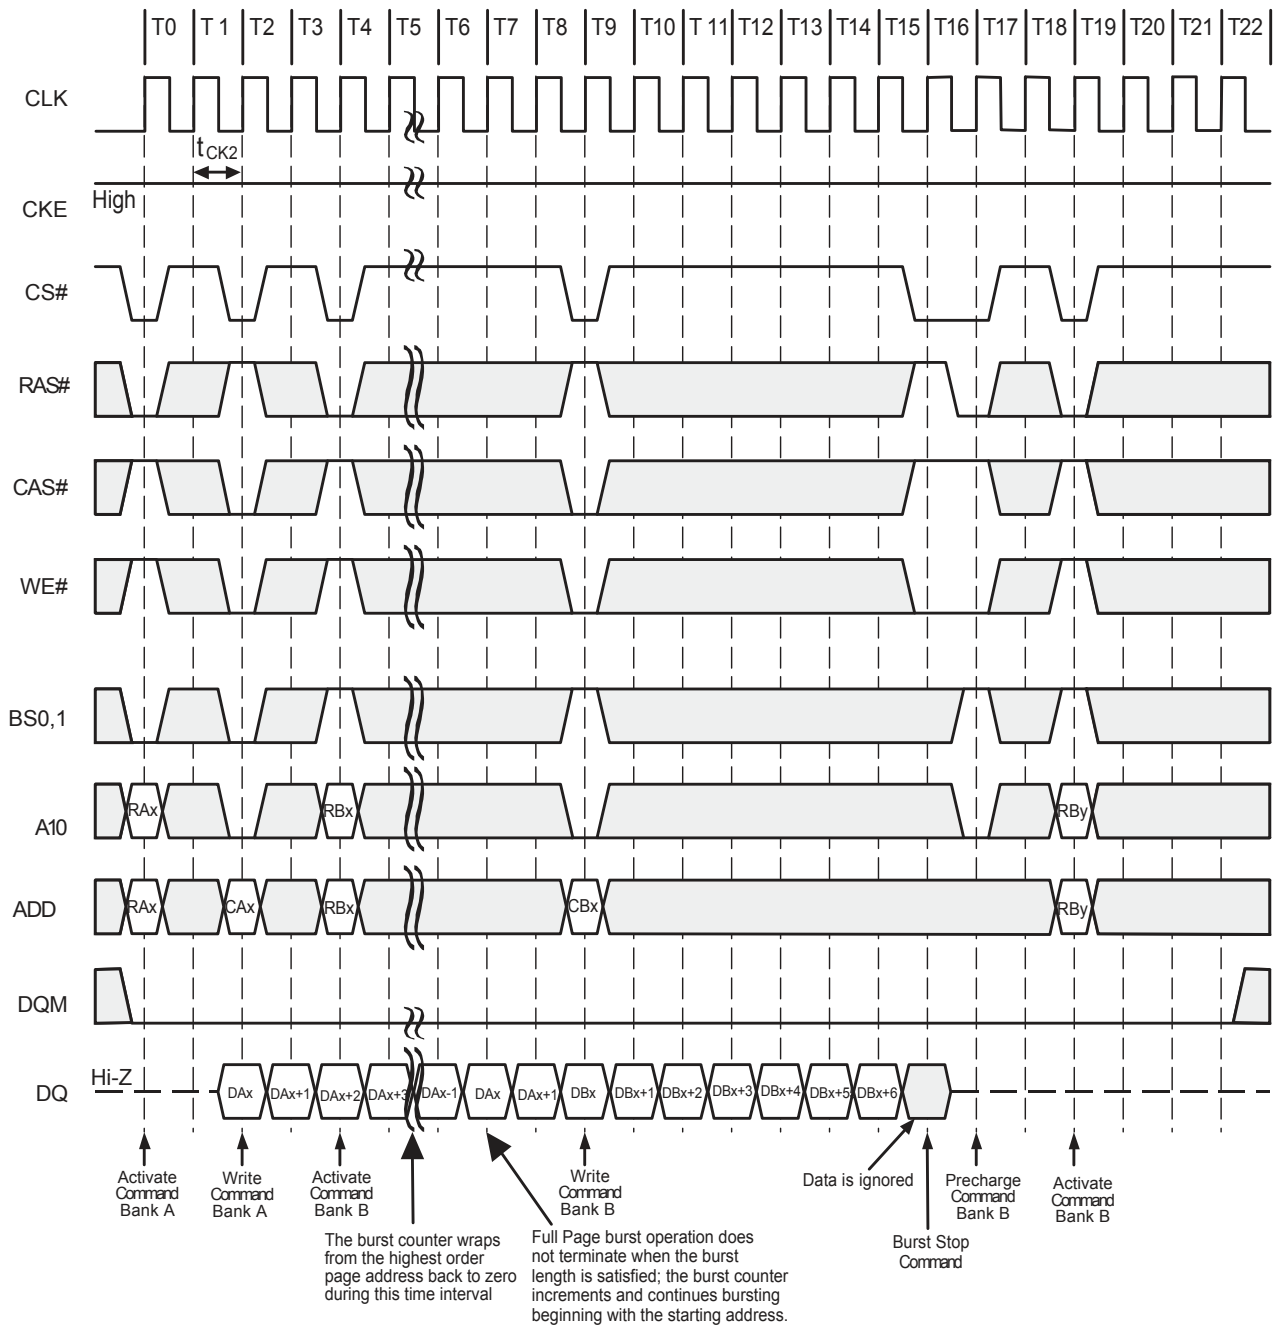 T0 T 1 T2 T3 T4 T5 T6 T7 T8 T9 T10 T 11 T12 T13 T14 T15 T16 T17 T18 T19 T20 T21 T22
CLK
tCK2
CKE High
CS#
RAS#
CAS#
WE#
BS0,1
A10 RAx RBx RBy
ADD RAx CAx RBx CBx RBy
DQM
DQ Hi-Z DAx DAx+1 DAx+2 DAx+3 DAx-1 DAx DAx+1 DBx DBx+1 DBx+2 DBx+3 DBx+4 DBx+5 DBx+6
Activate
Command
Bank A
Write
Command
Bank A
Activate
Command
Bank B
The burst counter wraps
from the highest order
page address back to zero
during this time interval
Full Page burst operation does
not terminate when the burst
length is satisfied; the burst counter
increments and continues bursting
beginning with the starting address.
Write
Command
Bank B
Data is ignored
Burst Stop
Command
Precharge
Command
Bank B
Activate
Command
Bank B